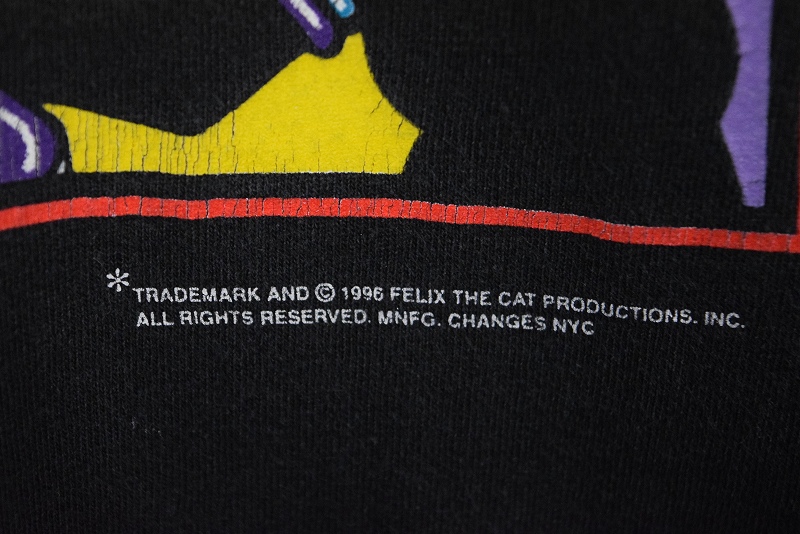 *TRADEMARK AND © 1996 FELIX THE CAT PRODUCTIONS. INC.
ALL RIGHTS RESERVED. MNFG. CHANGES NYC